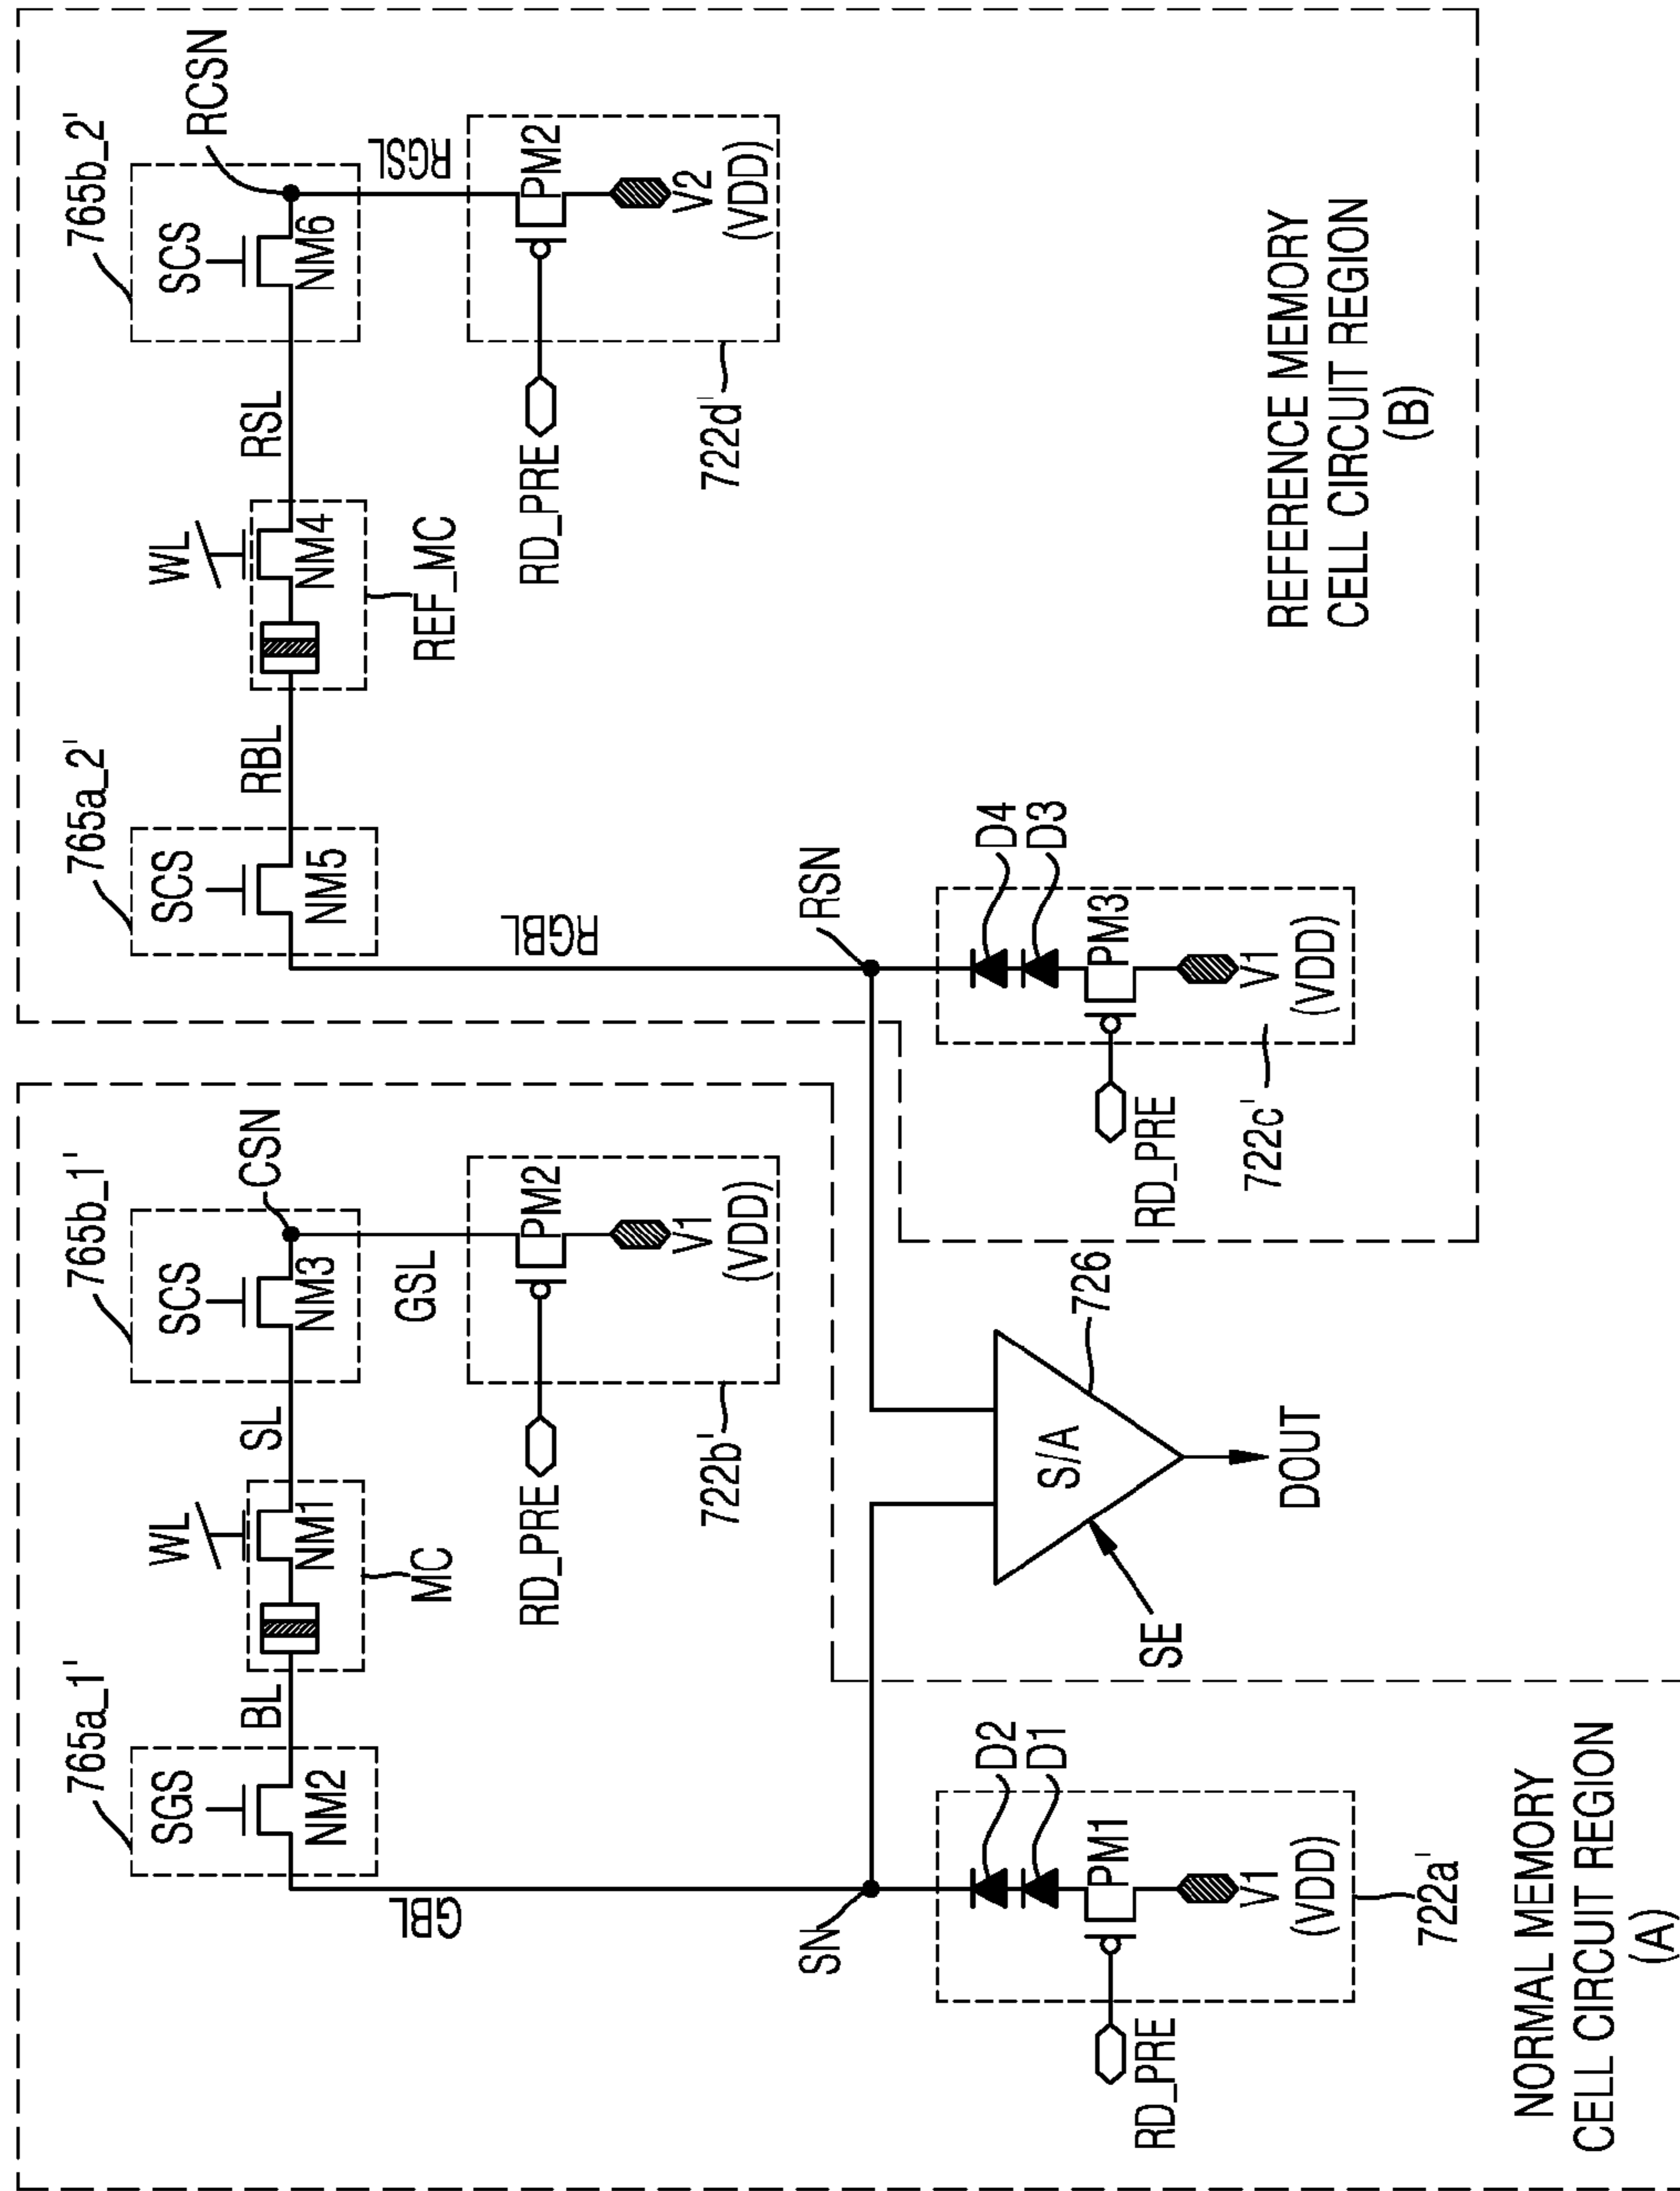 765a_1'
SGS
NM2
BL
WL
NM1
MC
SL
765b_1'
SCS
NM3
CSN
GBL
GSL
RD_PRE
PM2
V1
(VDD)
722b'
SN
D2
D1
PM1
V1
(VDD)
RD_PRE
722a'
S/A
726
SE
DOUT
NORMAL MEMORY
CELL CIRCUIT REGION
(A)
765a_2'
SCS
NM5
RBL
WL
NM4
REF_MC
RSL
765b_2'
SCS
NM6
RCSN
RGBL
RGSL
RD_PRE
PM2
V2
(VDD)
722d'
RSN
D4
D3
PM3
V1
(VDD)
RD_PRE
722c'
REFERENCE MEMORY
CELL CIRCUIT REGION
(B)